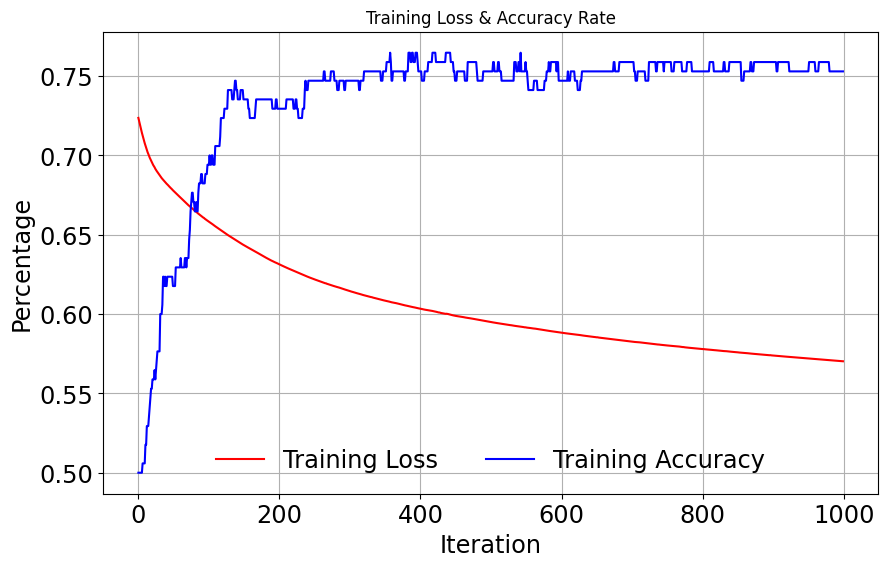 Training Loss & Accuracy Rate
Percentage
0.75
0.70
0.65
0.60
0.55
0.50
Training Loss
Training Accuracy
0 200 400 600 800 1000
Iteration